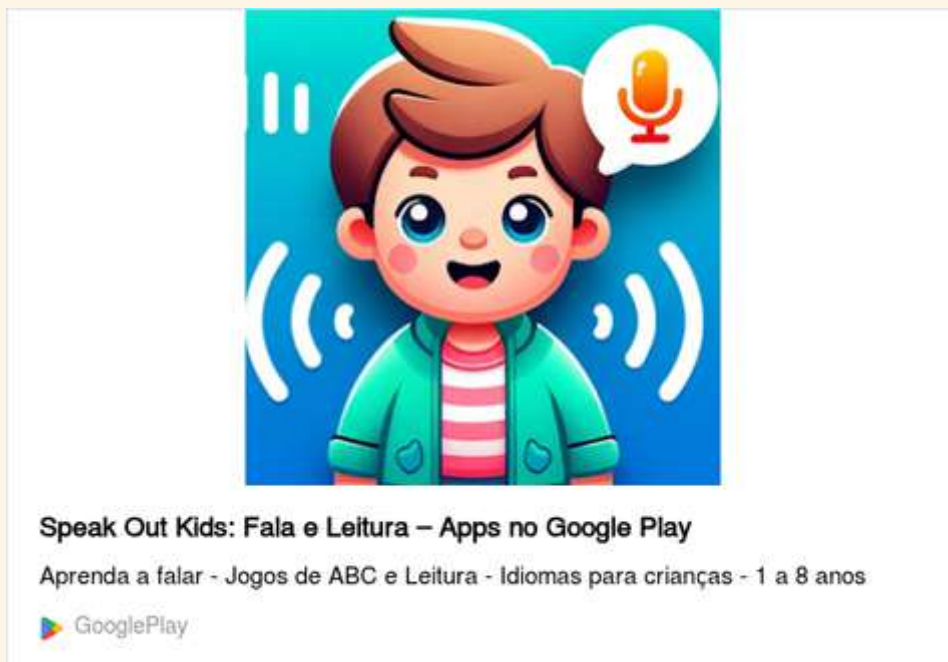 Speak Out Kids: Fala e Leitura – Apps no Google Play
Aprenda a falar - Jogos de ABC e Leitura - Idiomas para crianças - 1 a 8 anos
GooglePlay